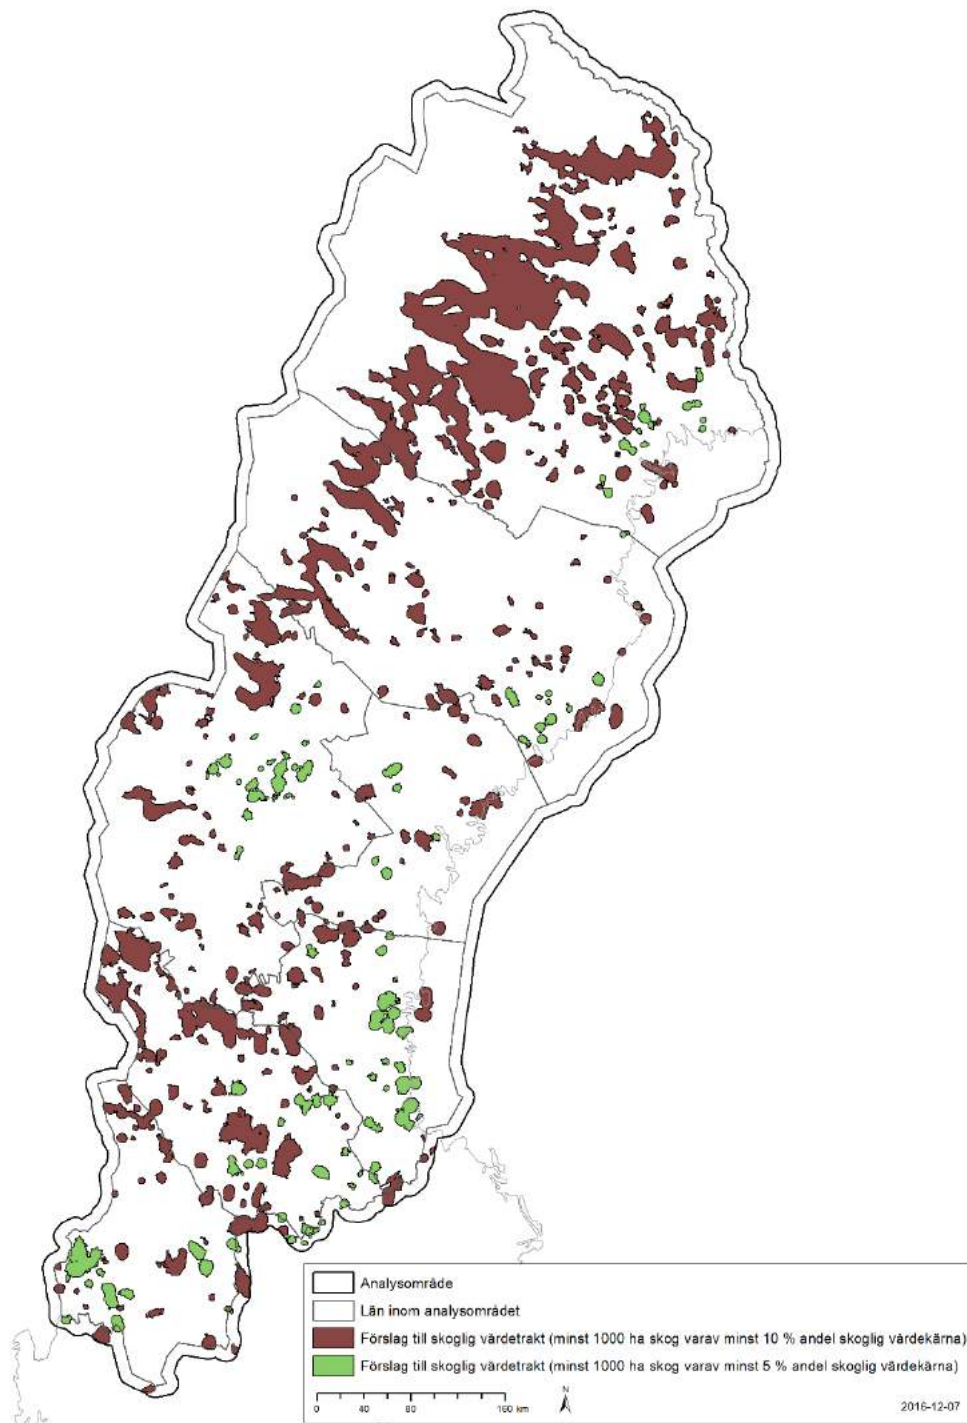 Analysområde
Län inom analysområdet
Förslag till skoglig värdetrakt (minst 1000 ha skog varav minst 10 % andel skoglig värdekärna)
Förslag till skoglig värdetrakt (minst 1000 ha skog varav minst 5 % andel skoglig värdekärna)
0 40 80 160 km
N
2016-12-07